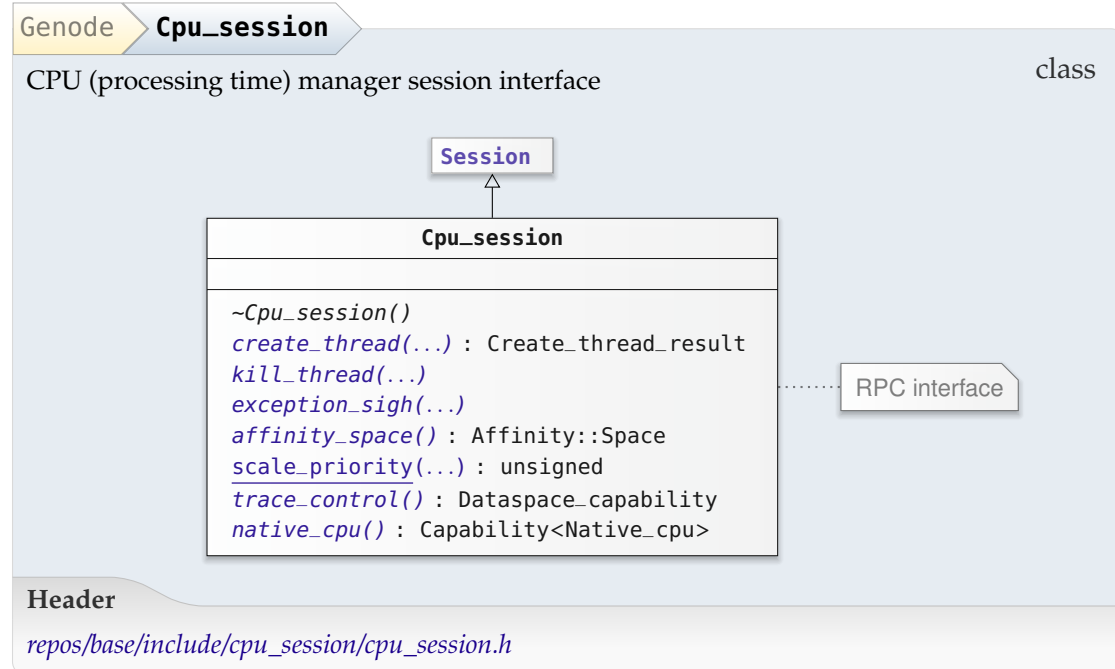 Genode Cpu_session
class
CPU (processing time) manager session interface
Session
Cpu_session
~Cpu_session()
create_thread(...) : Create_thread_result
kill_thread(...)
exception_sigh(...)
affinity_space() : Affinity::Space
scale_priority(...) : unsigned
trace_control() : Dataspace_capability
native_cpu() : Capability<Native_cpu>
RPC interface
Header
repos/base/include/cpu_session/cpu_session.h